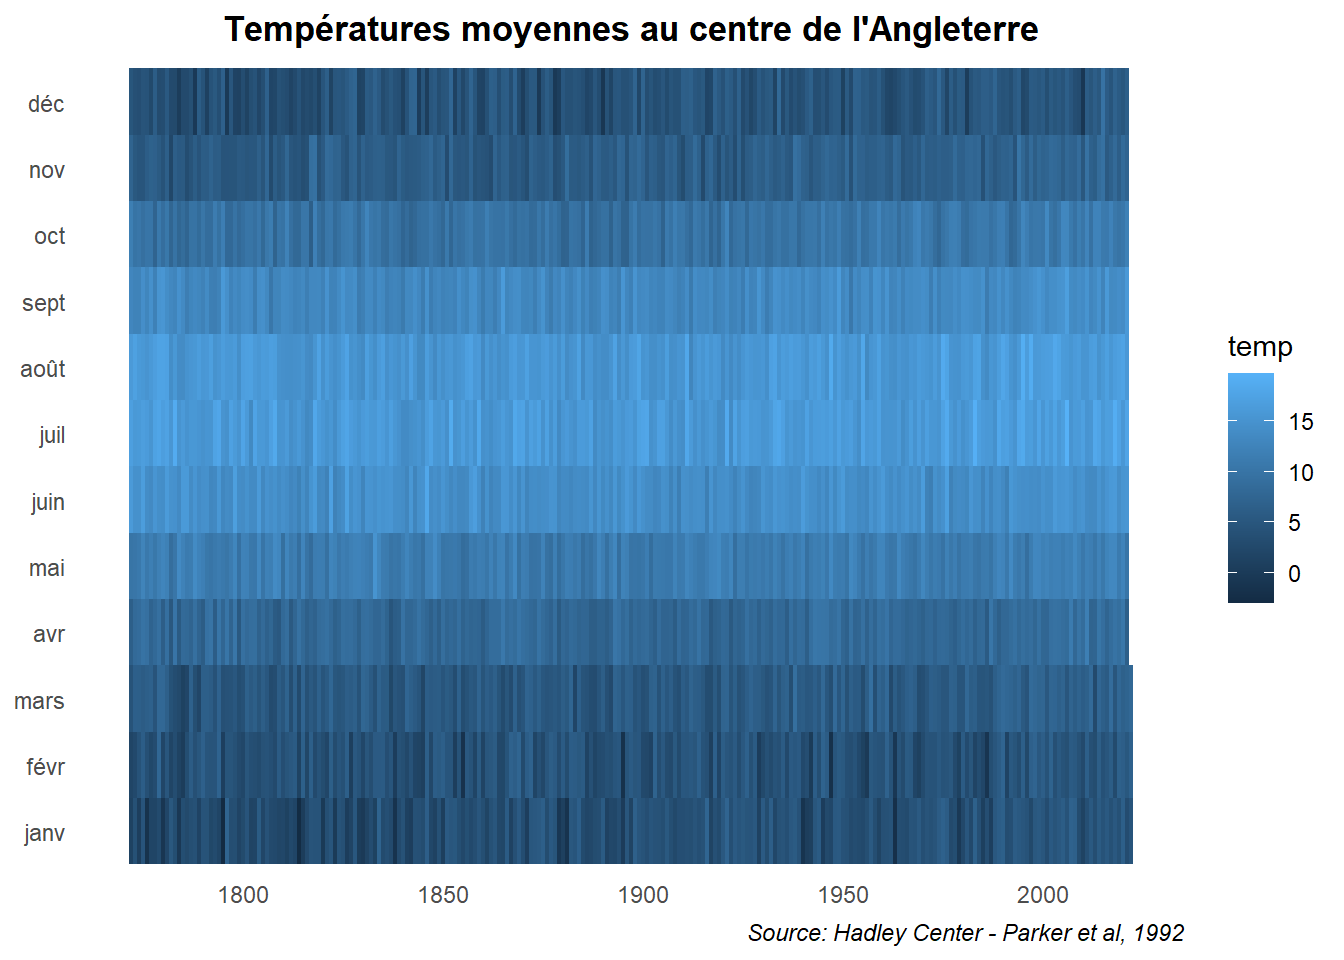 Températures moyennes au centre de l'Angleterre
déc
nov
oct
sept
août
juil
juin
mai
avr
mars
févr
janv
1800 1850 1900 1950 2000
Source: Hadley Center - Parker et al, 1992
temp
15
10
5
0